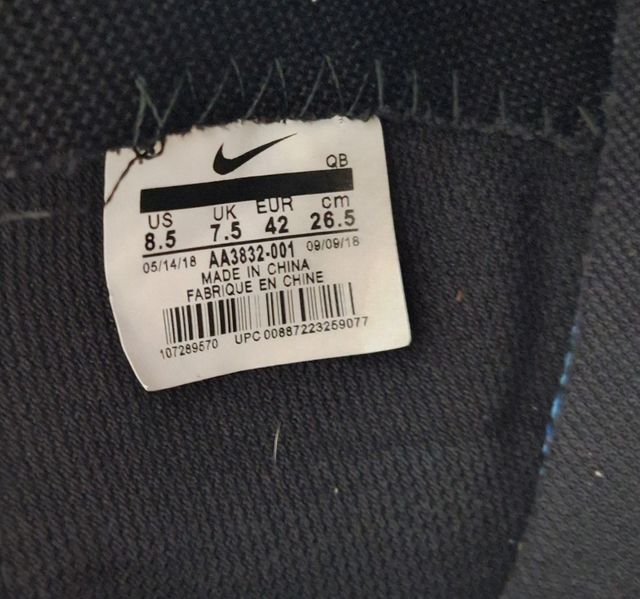 QB
US UK EUR cm
8.5 7.5 42 26.5
05/14/18 AA3832-001 09/09/18
MADE IN CHINA
FABRIQUE EN CHINE
107289570 UPC 00887223259077